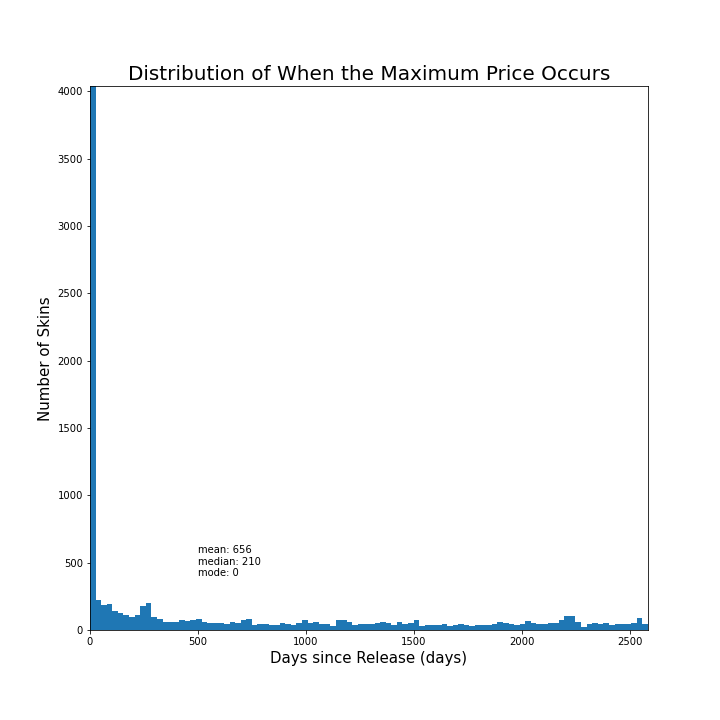 Distribution of When the Maximum Price Occurs
4000
3500
3000
2500
2000
1500
1000
500
0
Number of Skins
mean: 656
median: 210
mode: 0
0 500 1000 1500 2000 2500
Days since Release (days)